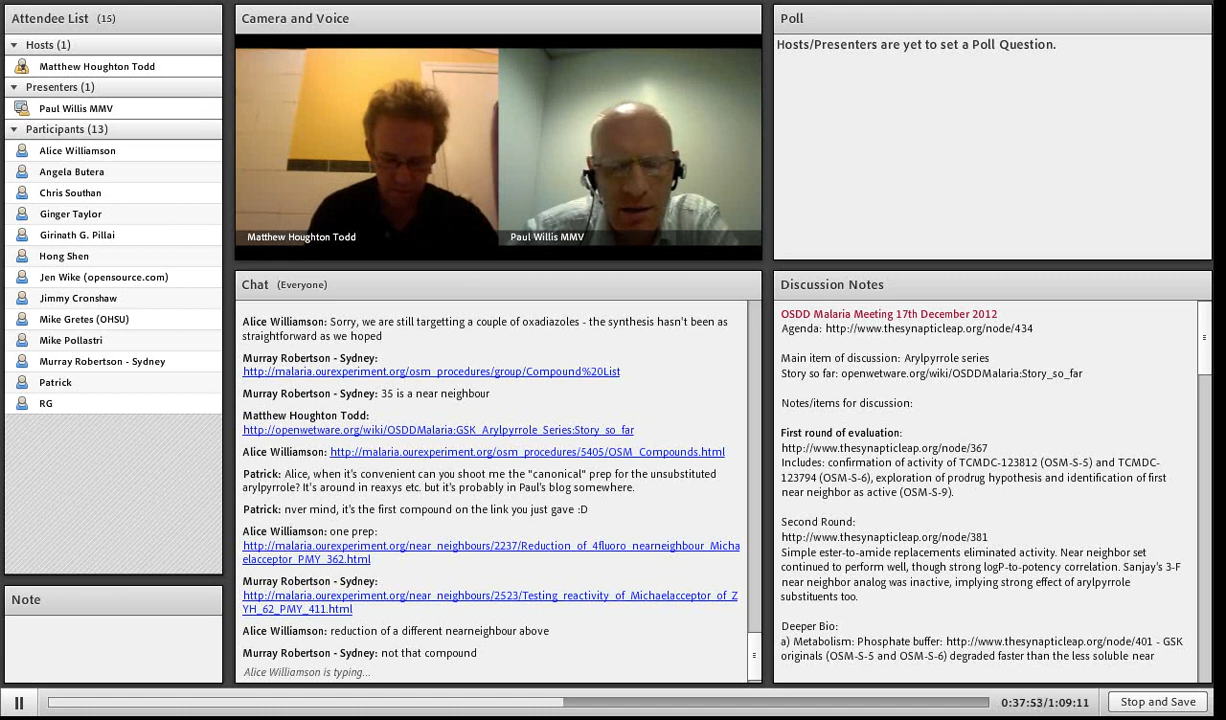 Attendee List (15)
Hosts (1)
Matthew Houghton Todd
Presenters (1)
Paul Willis MMV
Participants (13)
Alice Williamson
Angela Butera
Chris Southan
Ginger Taylor
Girinath G. Pillai
Hong Shen
Jen Wike (opensource.com)
Jimmy Cronshaw
Mike Gretes (OHSU)
Mike Pollastri
Murray Robertson - Sydney
Patrick
RG
Note
Camera and Voice
Matthew Houghton Todd
Paul Willis MMV
Chat (Everyone)
Alice Williamson: Sorry, we are still targetting a couple of oxadiazoles - the synthesis hasn't been as
straightforward as we hoped
Murray Robertson - Sydney:
http://malaria.ourexperiment.org/osm_procedures/group/Compound%20List
Murray Robertson - Sydney: 35 is a near neighbour
Matthew Houghton Todd:
http://openwetware.org/wiki/OSDDMalaria:GSK_Arylpyrrole_Series:Story_so_far
Alice Williamson: http://malaria.ourexperiment.org/osm_procedures/5405/OSM_Compounds.html
Patrick: Alice, when it's convenient can you shoot me the "canonical" prep for the unsubstituted
arylpyrrole? It's around in reaxys etc. but it's probably in Paul's blog somewhere.
Patrick: nver mind, it's the first compound on the link you just gave :D
Alice Williamson: one prep:
http://malaria.ourexperiment.org/near_neighbours/2237/Reduction_of_4fluoro_nearneighbour_Micha
elacceptor_PMY_362.html
Murray Robertson - Sydney:
http://malaria.ourexperiment.org/near_neighbours/2523/Testing_reactivity_of_Michaelacceptor_of_Z
YH_62_PMY_411.html
Alice Williamson: reduction of a different nearneighbour above
Murray Robertson - Sydney: not that compound
Alice Williamson is typing...
Poll
Hosts/Presenters are yet to set a Poll Question.
Discussion Notes
OSDD Malaria Meeting 17th December 2012
Agenda: http://www.thesynapticleap.org/node/434
Main item of discussion: Arylpyrrole series
Story so far: openwetware.org/wiki/OSDDMalaria:Story_so_far
Notes/items for discussion:
First round of evaluation:
http://www.thesynapticleap.org/node/367
Includes: confirmation of activity of TCMDC-123812 (OSM-S-5) and TCMDC-
123794 (OSM-S-6), exploration of prodrug hypothesis and identification of first
near neighbor as active (OSM-S-9).
Second Round:
http://www.thesynapticleap.org/node/381
Simple ester-to-amide replacements eliminated activity. Near neighbor set
continued to perform well, though strong logP-to-potency correlation. Sanjay's 3-F
near neighbor analog was inactive, implying strong effect of arylpyrrole
substituents too.
Deeper Bio:
a) Metabolism: Phosphate buffer: http://www.thesynapticleap.org/node/401 - GSK
originals (OSM-S-5 and OSM-S-6) degraded faster than the less soluble near
0:37:53/1:09:11
Stop and Save